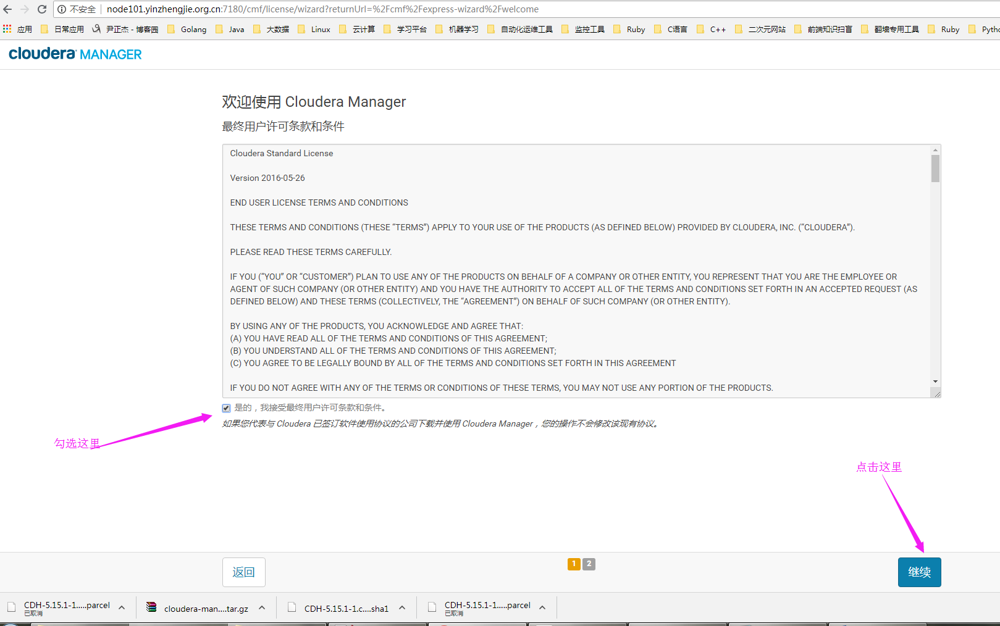 不安全 node101.yinzhengjie.org.cn:7180/cmf/license/wizard?returnUrl=%2Fcmf%2Fexpress-wizard%2Fwelcome
应用 日常应用 尹正杰 - 博客园 Golang Java 大数据 Linux 云计算 学习平台 机器学习 自动化运维工具 监控工具 Ruby C语言 C++ 二次元网站 前端知识扫盲 翻墙专用工具 Ruby Pytho
cloudera MANAGER
欢迎使用 Cloudera Manager
最终用户许可条款和条件
Cloudera Standard License
Version 2016-05-26
END USER LICENSE TERMS AND CONDITIONS
THESE TERMS AND CONDITIONS (THESE “TERMS”) APPLY TO YOUR USE OF THE PRODUCTS (AS DEFINED BELOW) PROVIDED BY CLOUDERA, INC. (“CLOUDERA”).
PLEASE READ THESE TERMS CAREFULLY.
IF YOU (“YOU” OR “CUSTOMER”) PLAN TO USE ANY OF THE PRODUCTS ON BEHALF OF A COMPANY OR OTHER ENTITY, YOU REPRESENT THAT YOU ARE THE EMPLOYEE OR
AGENT OF SUCH COMPANY (OR OTHER ENTITY) AND YOU HAVE THE AUTHORITY TO ACCEPT ALL OF THE TERMS AND CONDITIONS SET FORTH IN AN ACCEPTED REQUEST (AS
DEFINED BELOW) AND THESE TERMS (COLLECTIVELY, THE “AGREEMENT”) ON BEHALF OF SUCH COMPANY (OR OTHER ENTITY).
BY USING ANY OF THE PRODUCTS, YOU ACKNOWLEDGE AND AGREE THAT:
(A) YOU HAVE READ ALL OF THE TERMS AND CONDITIONS OF THIS AGREEMENT;
(B) YOU UNDERSTAND ALL OF THE TERMS AND CONDITIONS OF THIS AGREEMENT;
(C) YOU AGREE TO BE LEGALLY BOUND BY ALL OF THE TERMS AND CONDITIONS SET FORTH IN THIS AGREEMENT
IF YOU DO NOT AGREE WITH ANY OF THE TERMS OR CONDITIONS OF THESE TERMS, YOU MAY NOT USE ANY PORTION OF THE PRODUCTS.
是的，我接受最终用户许可条款和条件。
如果您代表与 Cloudera 已签订软件使用协议的公司下载并使用 Cloudera Manager，您的操作不会修改该现有协议。
勾选这里
点击这里
返回 1 2 继续
CDH-5.15.1-1.....parcel cloudera-man....tar.gz CDH-5.15.1-1.c....sha1 CDH-5.15.1-1.....parcel
已取消 已取消